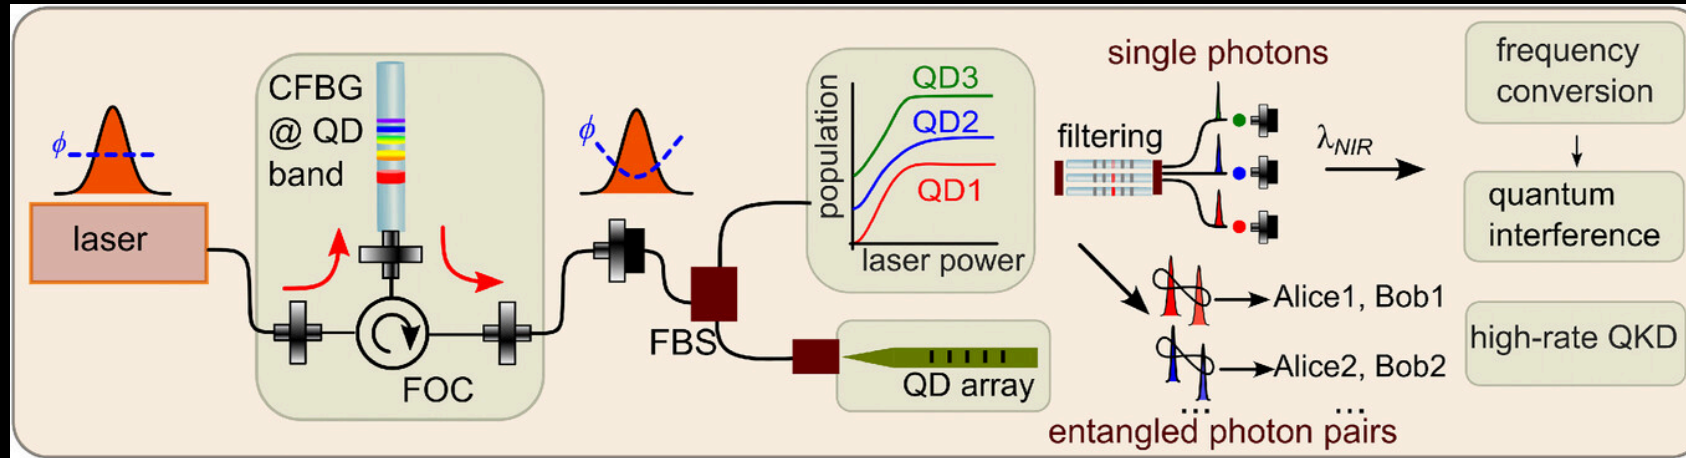 ϕ
laser
CFBG
@ QD
band
FOC
ϕ
FBS
population
QD3
QD2
QD1
laser power
QD array
filtering
single photons
λNIR
Alice1, Bob1
Alice2, Bob2
... ...
entangled photon pairs
frequency
conversion
quantum
interference
high-rate QKD